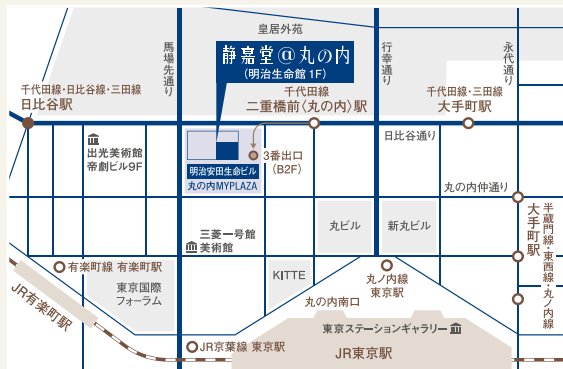 皇居外苑
馬場先通り
静嘉堂@丸の内
(明治生命館1F)
行幸通り
永代通り
千代田線・日比谷線・三田線
日比谷駅
千代田線
二重橋前〈丸の内〉駅
千代田線・三田線
大手町駅
日比谷通り
出光美術館
帝劇ビル9F
3番出口
(B2F)
明治安田生命ビル
丸の内MYPLAZA
丸の内仲通り
三菱一号館
美術館
丸ビル
新丸ビル
大手町駅
半蔵門線・東西線・丸ノ内線
有楽町線 有楽町駅
東京国際
フォーラム
KITTE
丸ノ内線
東京駅
JR有楽町駅
丸の内南口
東京ステーションギャラリー
JR京葉線 東京駅
JR東京駅